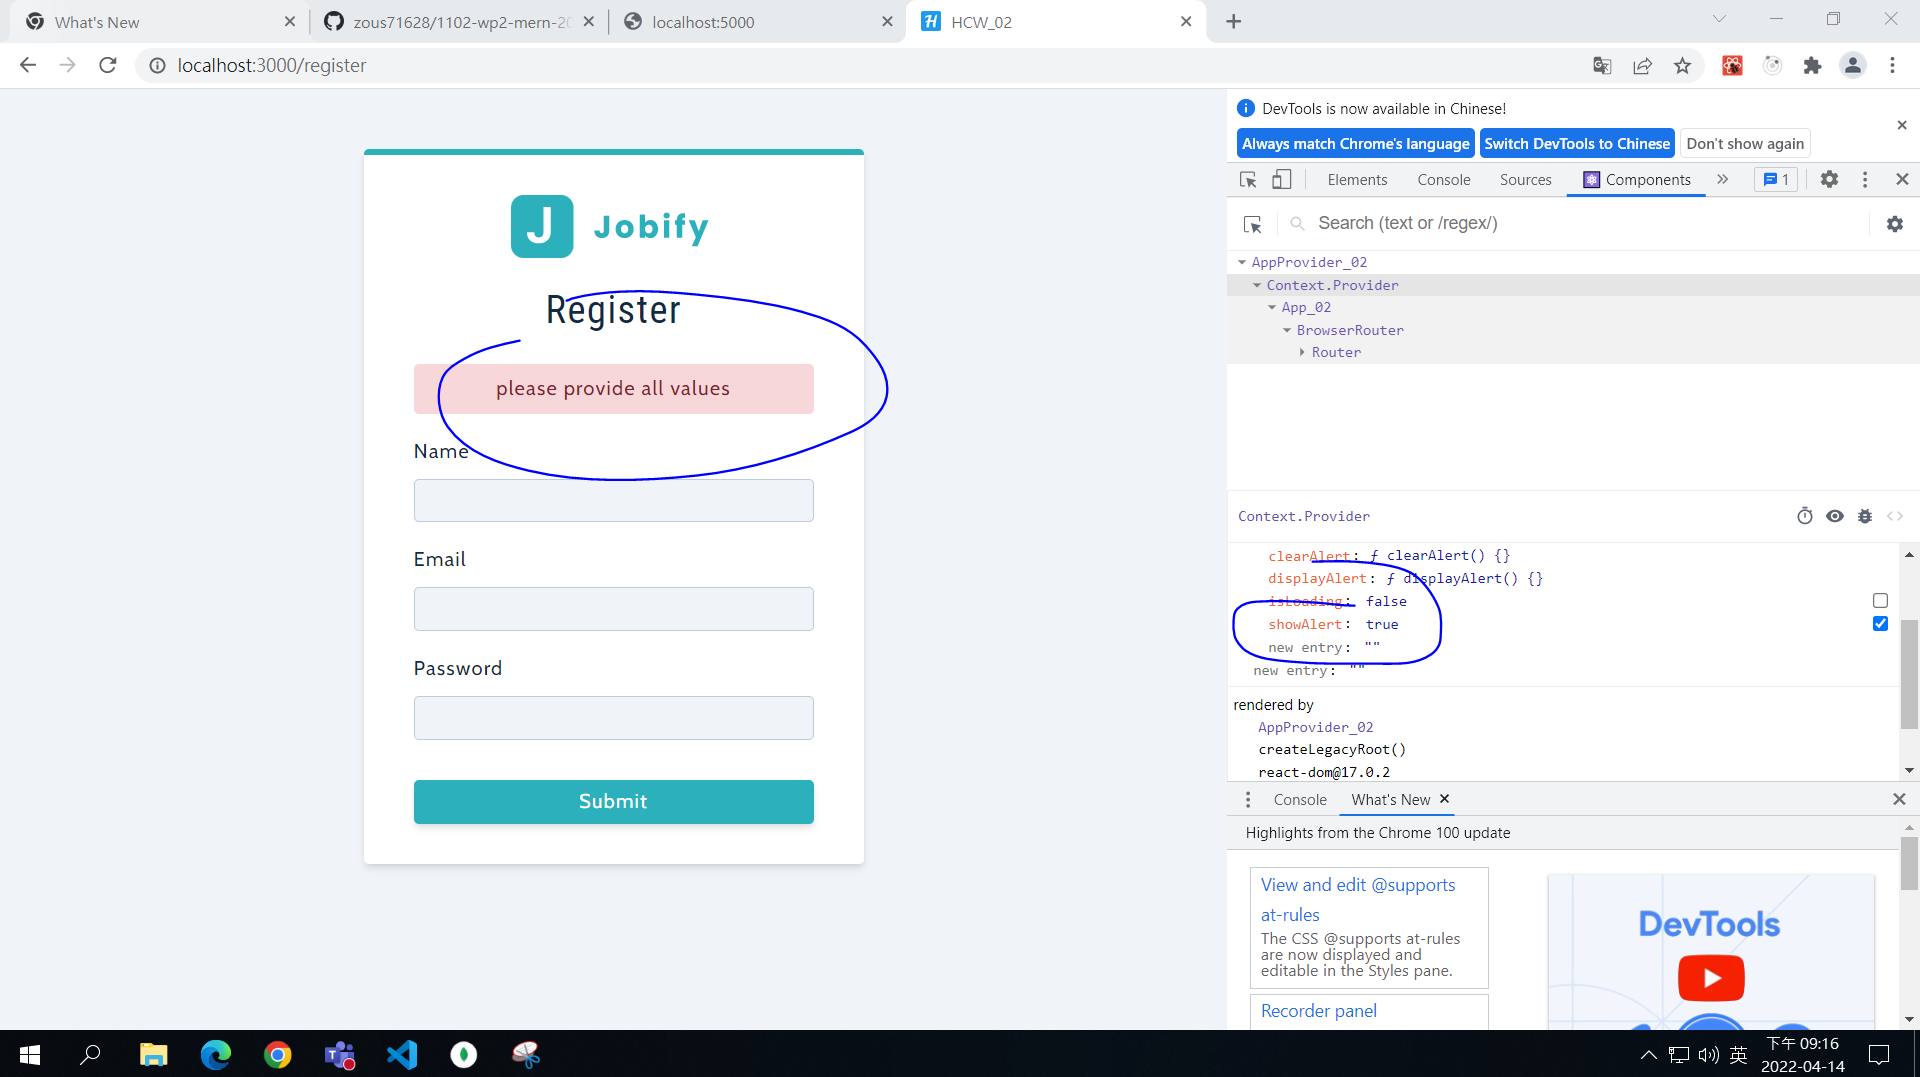 What's New
zous71628/1102-wp2-mern-20
localhost:5000
HCW_02
localhost:3000/register
DevTools is now available in Chinese!
Always match Chrome's language
Switch DevTools to Chinese
Don't show again
Elements
Console
Sources
Components
1
Search (text or /regex/)
AppProvider_02
Context.Provider
App_02
BrowserRouter
Router
J Jobify
Register
please provide all values
Name
Email
Password
Submit
Context.Provider
clearAlert: ƒ clearAlert() {}
displayAlert: ƒ displayAlert() {}
isLoading: false
showAlert: true
new entry: ""
new entry: ""
rendered by
AppProvider_02
createLegacyRoot()
react-dom@17.0.2
Console
What's New
Highlights from the Chrome 100 update
View and edit @supports
at-rules
The CSS @supports at-rules
are now displayed and
editable in the Styles pane.
Recorder panel
DevTools
英
下午 09:16
2022-04-14